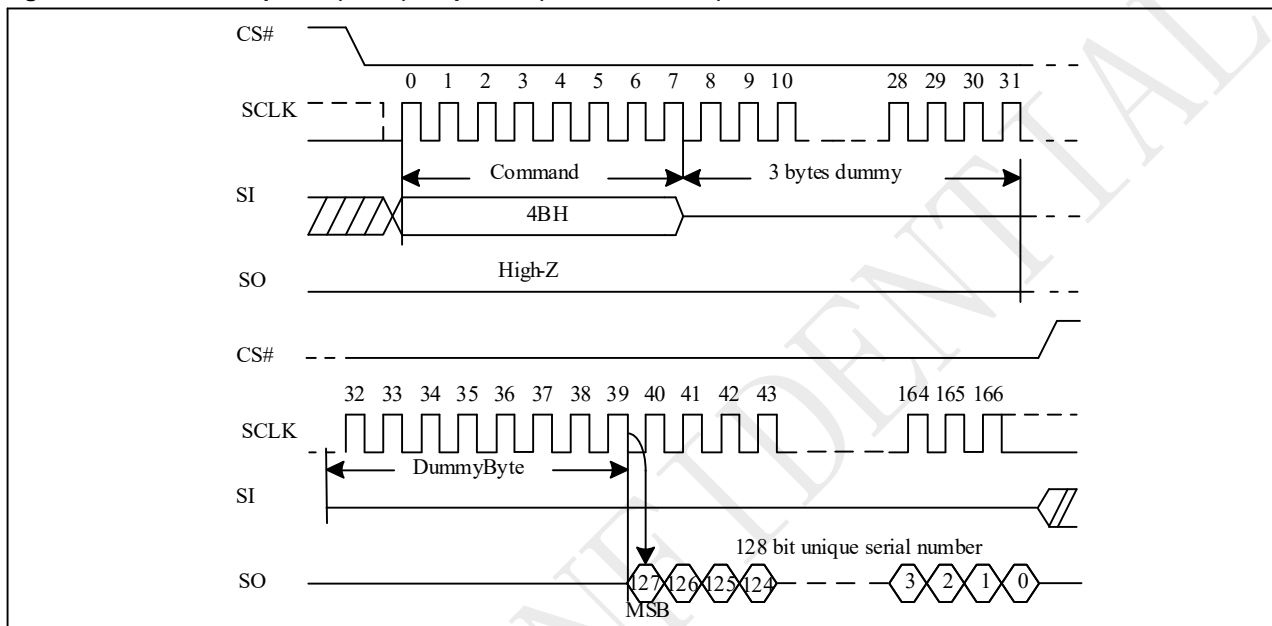 CS#
0 1 2 3 4 5 6 7 8 9 10 28 29 30 31
SCLK
Command 3 bytes dummy
SI
4BH
High-Z
SO
CS#
32 33 34 35 36 37 38 39 40 41 42 43 164 165 166
SCLK
DummyByte
SI
128 bit unique serial number
SO
127 126 125 124 3 2 1 0
MSB